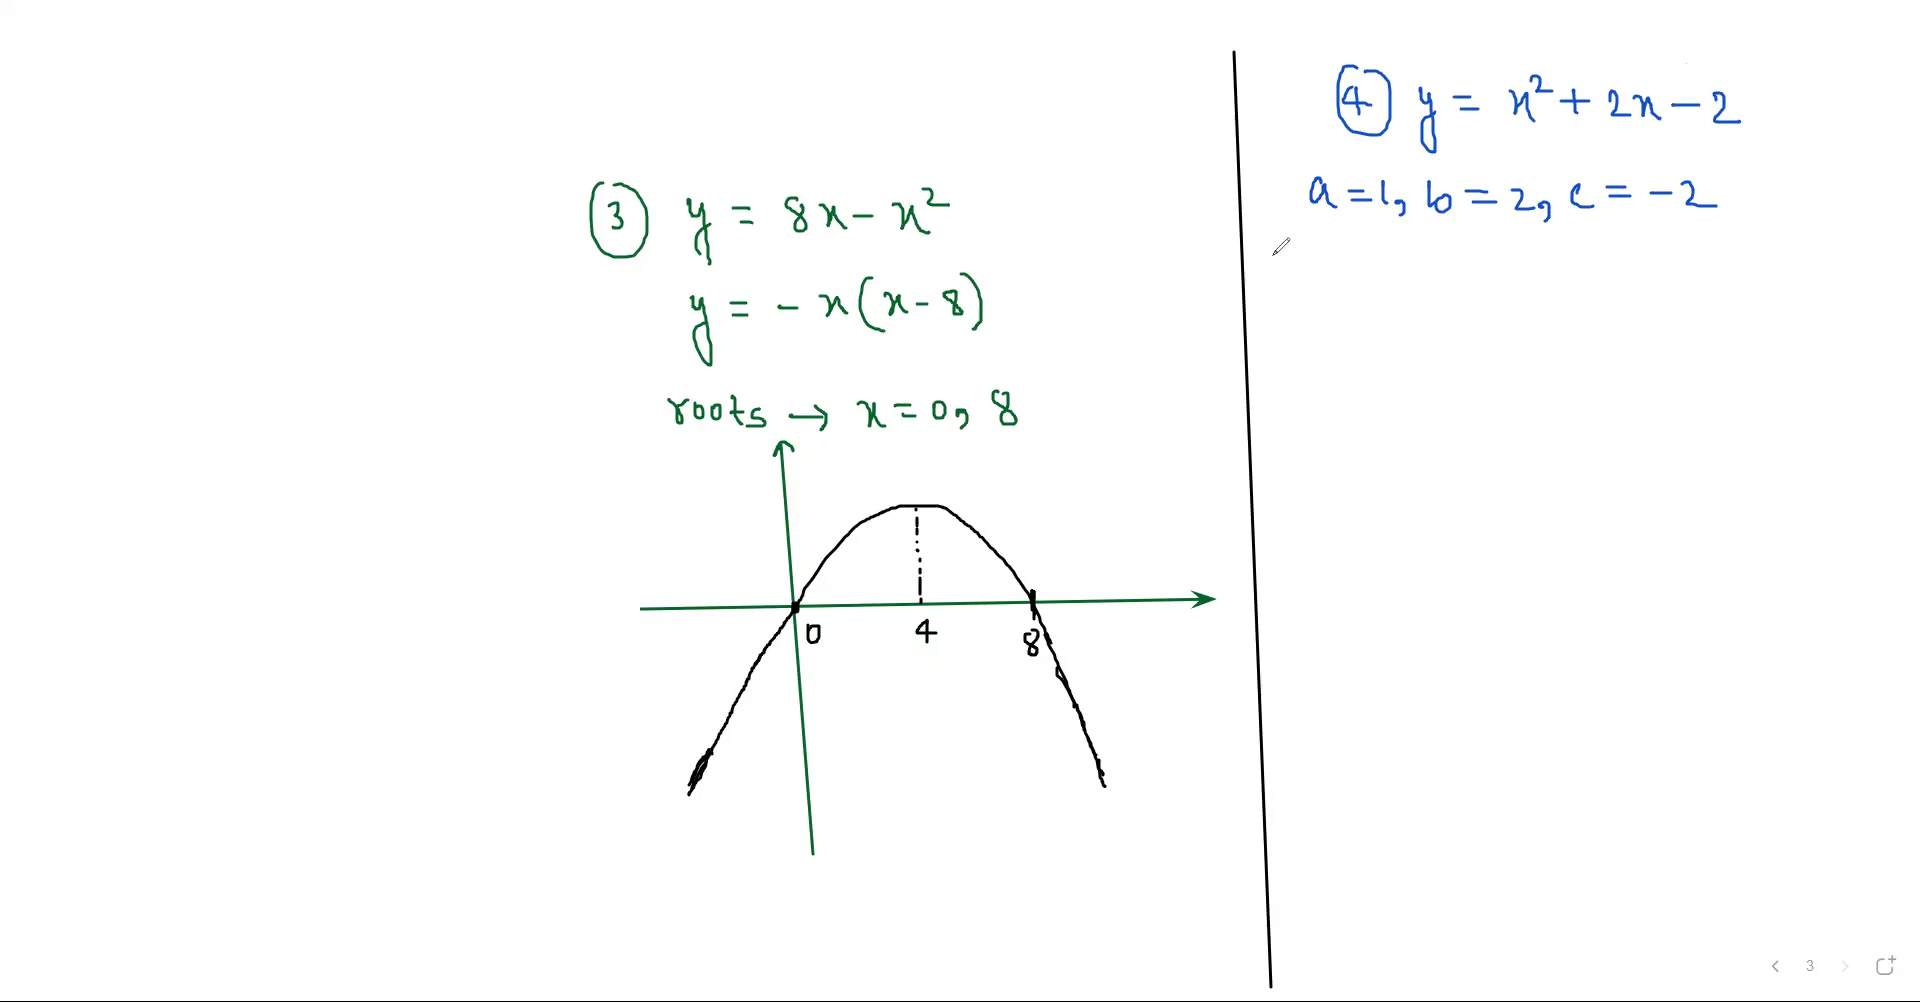 ③ y = 8x - x²
y = - x(x - 8)
roots → x = 0, 8
0 4 8
④ y = x² + 2x - 2
a = 1, b = 2, c = -2
3